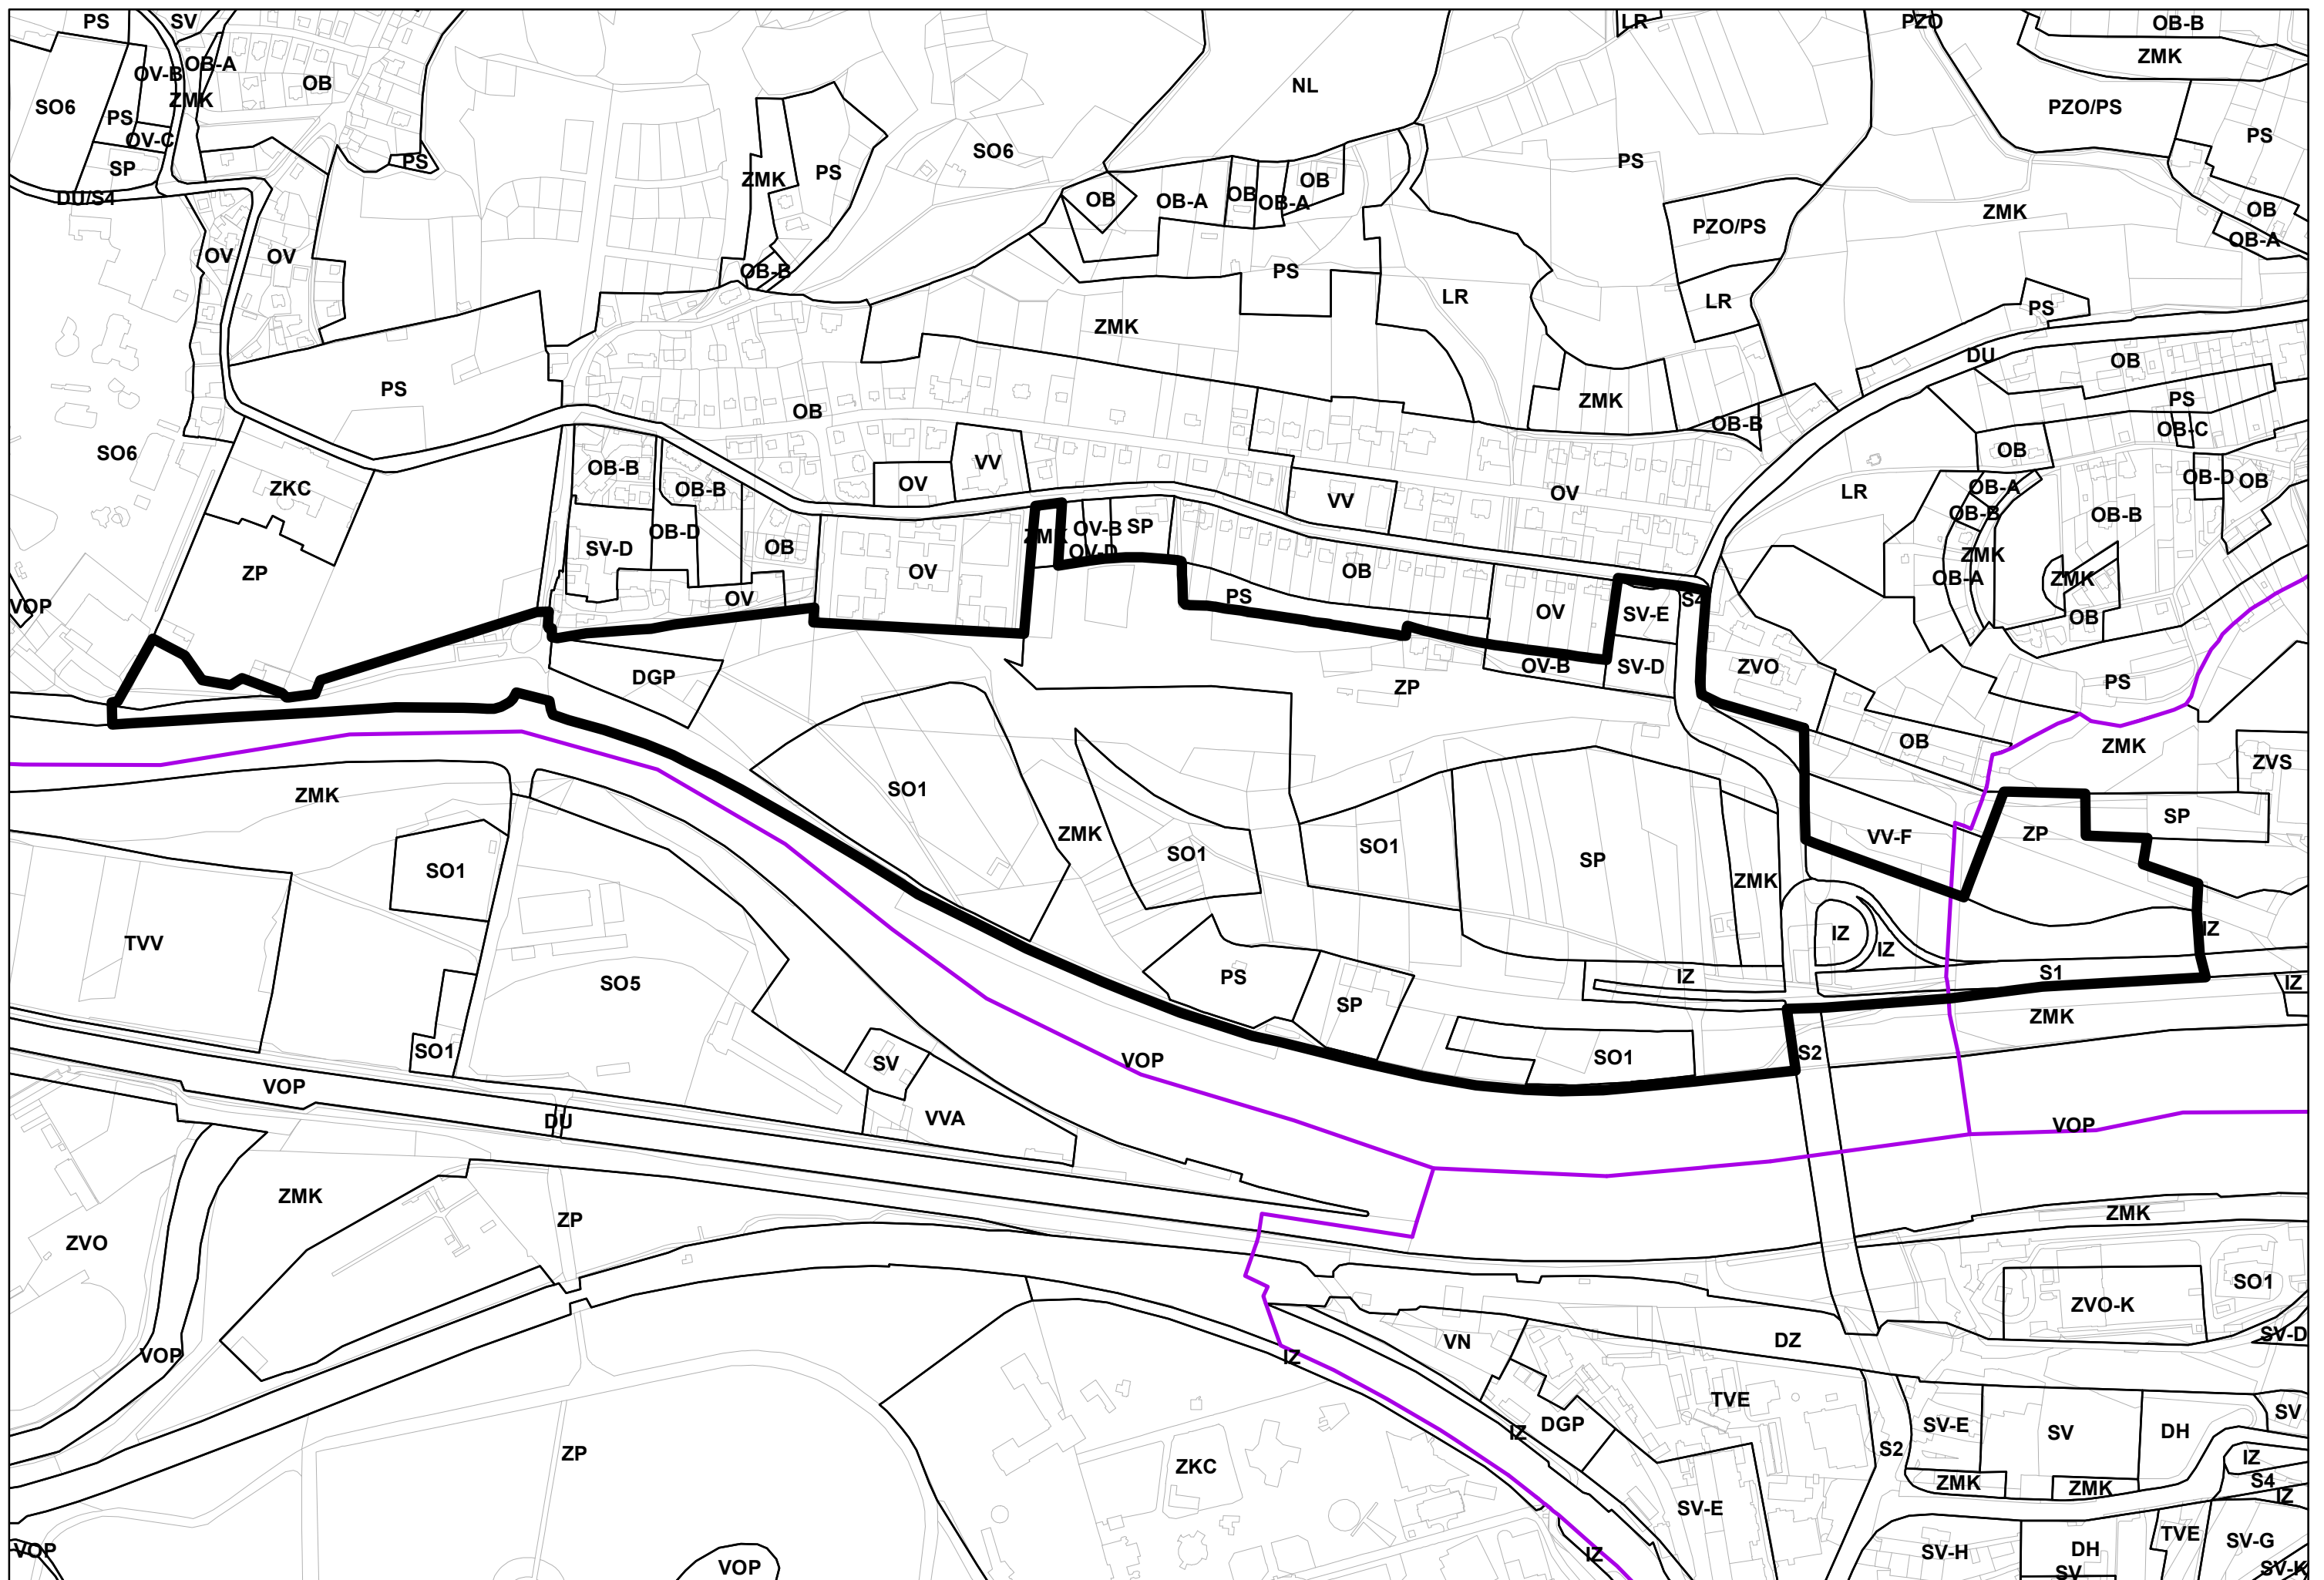 PS
SV
LR
PZO
OB-B
OV-B
OB-A
OB
ZMK
NL
ZMK
SO6
PS
ZMK
PZO/PS
OV-C
SP
PS
ZMK
PS
SO6
PS
PS
DU/S4
OB
OB-A
OB
OB-A
OB
PZO/PS
ZMK
OB
OB-A
OV
OV
OB-B
PS
LR
LR
PS
ZMK
DU
OB
PS
OB
ZMK
OB-B
PS
OB-C
SO6
ZKC
OB-B
OB-B
OV
VV
VV
OV
LR
OB
OB-A
OB-B
OB-D
OB
OB-B
SV-D
OB-D
OB
OV
ZMK
OV-B
SP
OV-D
OB
ZMK
OB-A
ZMK
OB
ZP
VOP
OV
PS
OV
SV-E
S4
DGP
ZP
OV-B
SV-D
ZVO
PS
OB
ZMK
ZVS
ZMK
SO1
SO1
ZMK
SO1
SO1
SP
ZMK
VV-F
ZP
SP
TVV
SO5
PS
SP
IZ
IZ
IZ
IZ
S1
IZ
ZMK
SO1
SV
VOP
SO1
S2
VOP
DU
VVA
VOP
ZMK
ZP
ZVO
ZMK
VOP
IZ
VN
DZ
ZVO-K
SO1
SV-D
ZP
ZKC
IZ
DGP
TVE
S2
SV-E
SV
DH
SV
ZMK
ZMK
IZ
S4
IZ
SV-E
VOP
VOP
IZ
SV-H
DH
SV
TVE
SV-G
SV-K